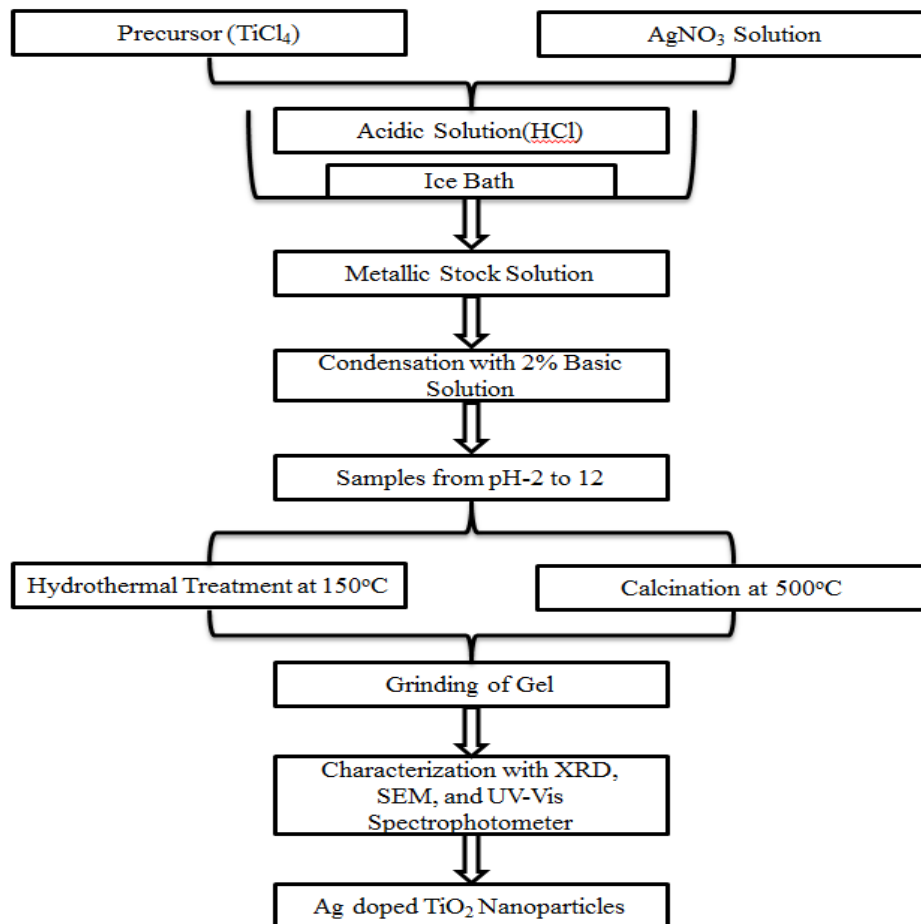 Precursor (TiCl₄)
AgNO₃ Solution
Acidic Solution(HCl)
Ice Bath
Metallic Stock Solution
Condensation with 2% Basic
Solution
Samples from pH-2 to 12
Hydrothermal Treatment at 150°C
Calcination at 500°C
Grinding of Gel
Characterization with XRD,
SEM, and UV-Vis
Spectrophotometer
Ag doped TiO₂ Nanoparticles